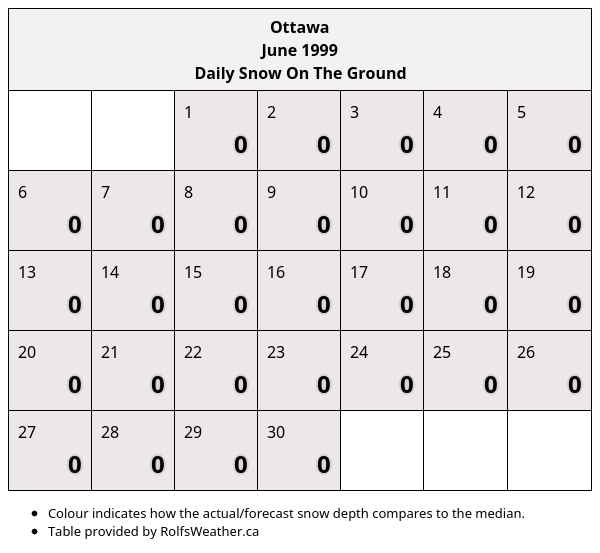 Ottawa
June 1999
Daily Snow On The Ground
1 2 3 4 5
0 0 0 0 0
6 7 8 9 10 11 12
0 0 0 0 0 0 0
13 14 15 16 17 18 19
0 0 0 0 0 0 0
20 21 22 23 24 25 26
0 0 0 0 0 0 0
27 28 29 30
0 0 0 0
• Colour indicates how the actual/forecast snow depth compares to the median.
• Table provided by RolfsWeather.ca